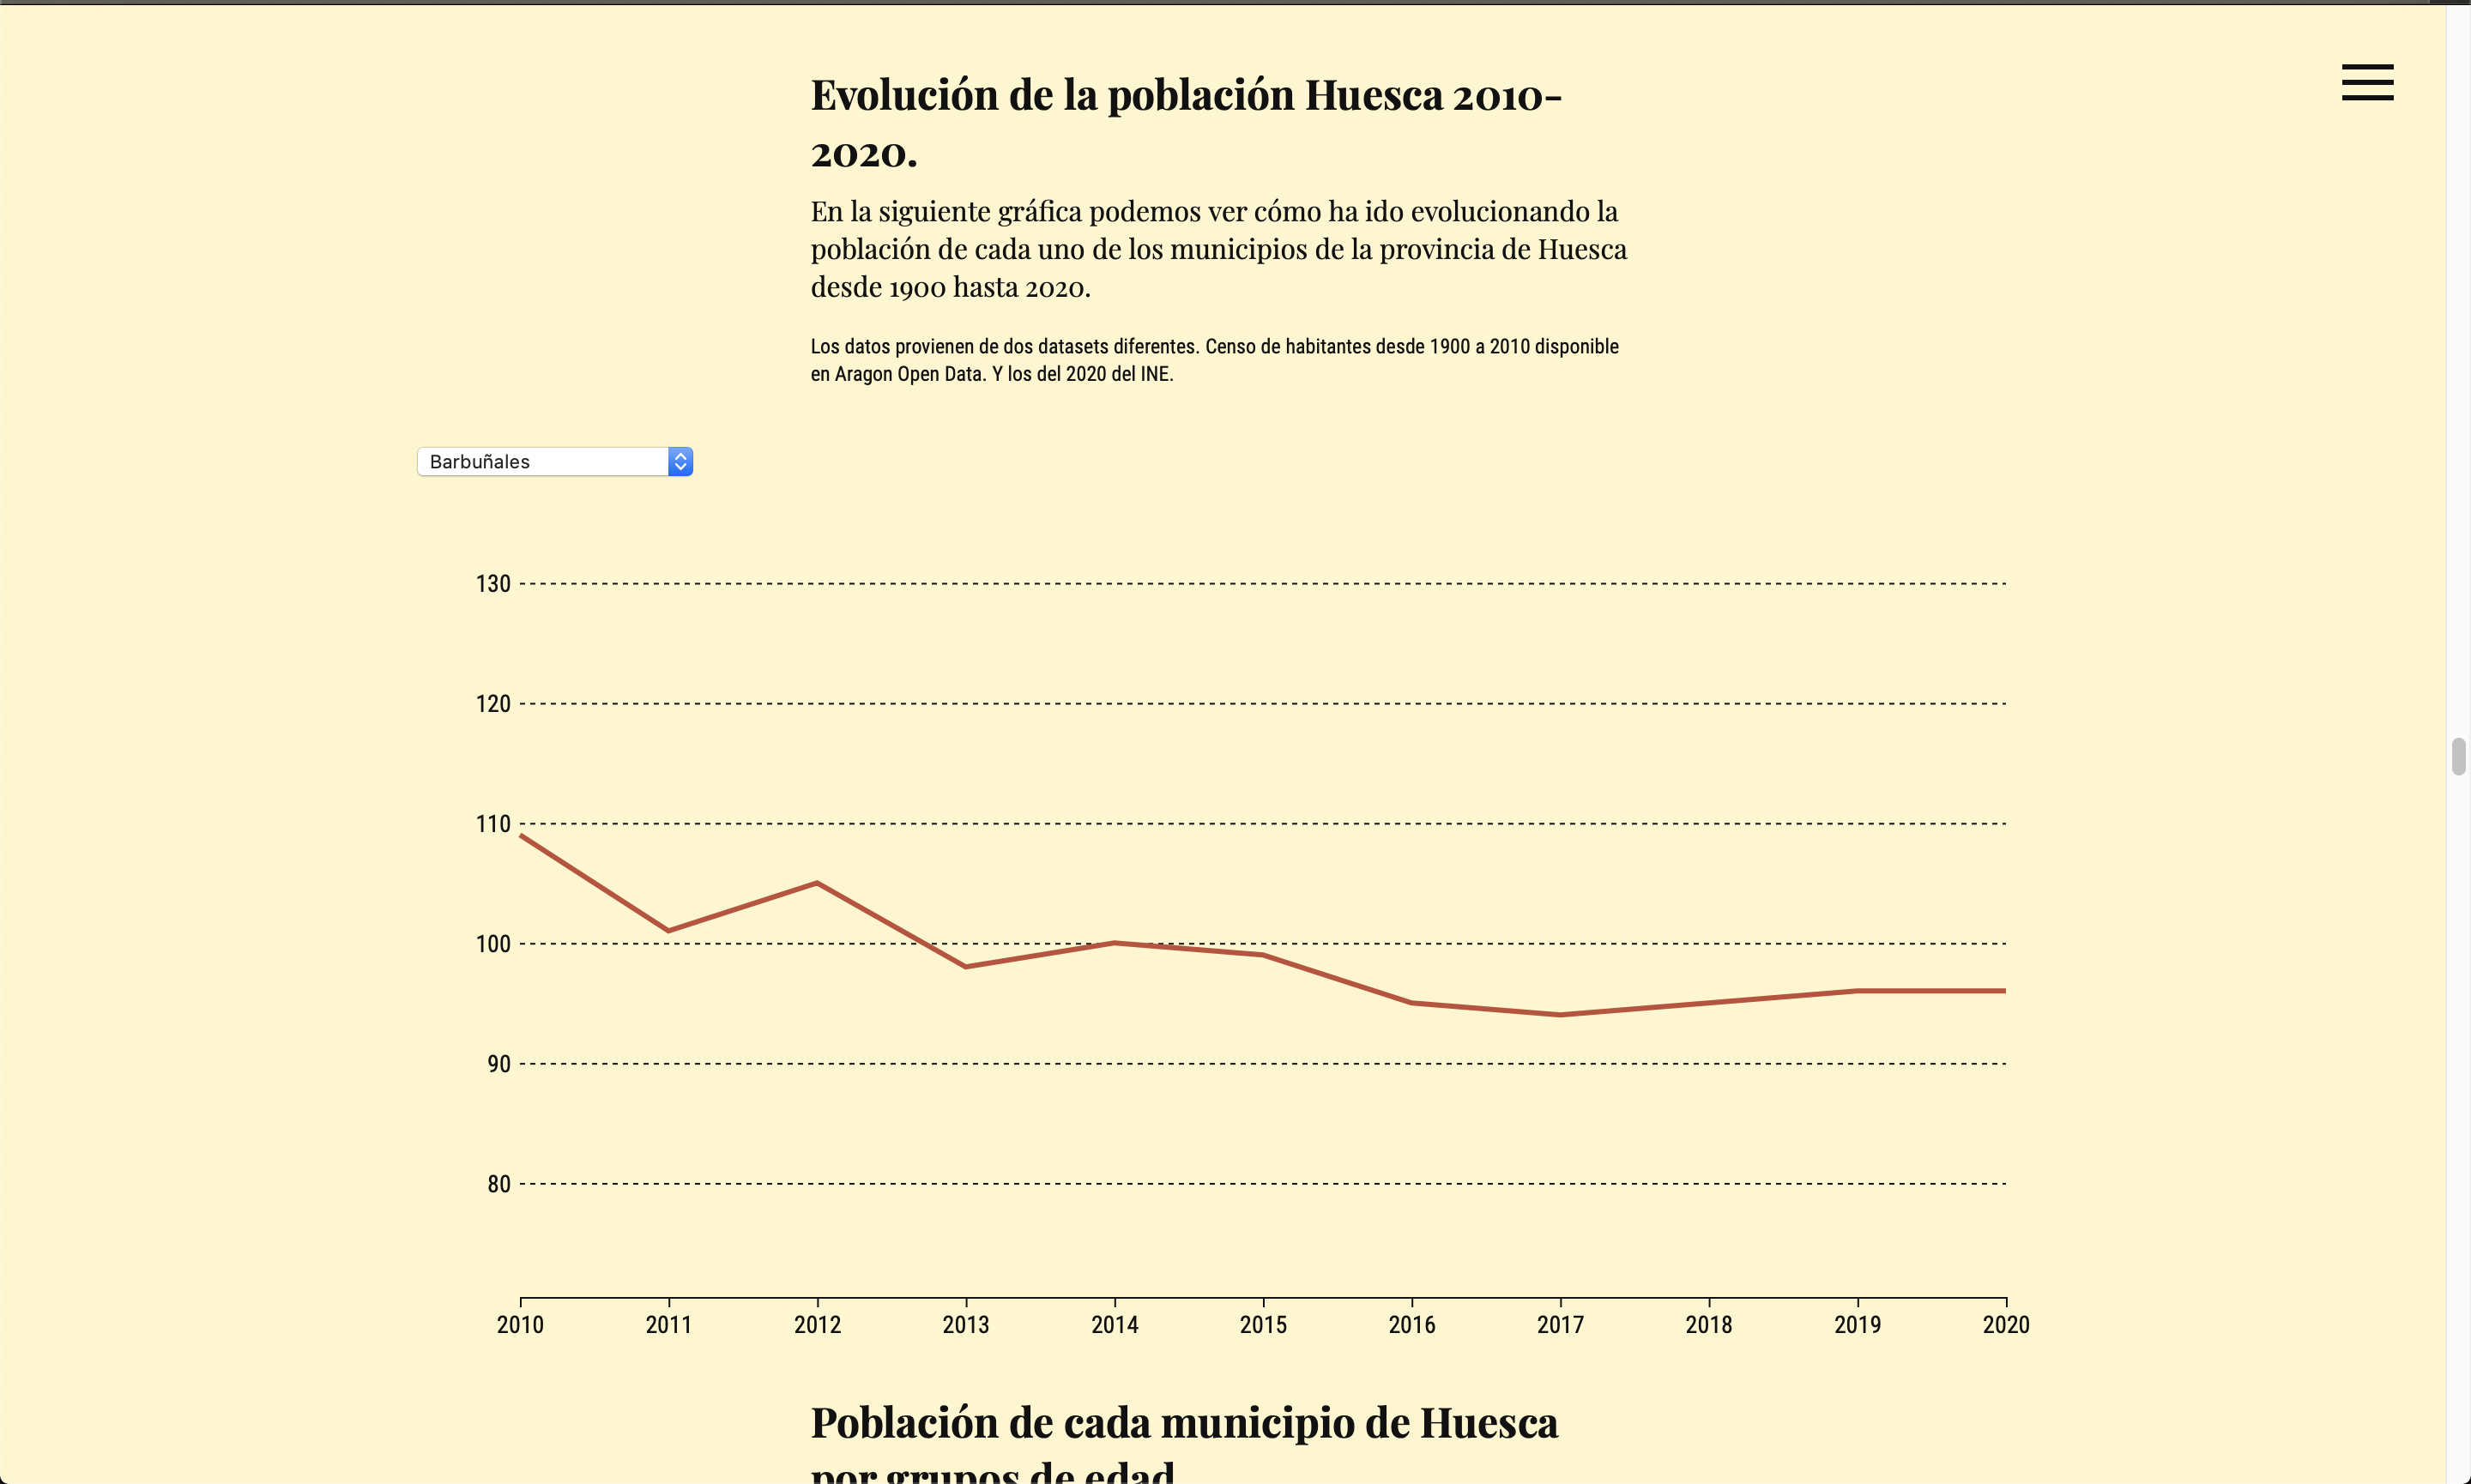 Evolución de la población Huesca 2010-
2020.
En la siguiente gráfica podemos ver cómo ha ido evolucionando la
población de cada uno de los municipios de la provincia de Huesca
desde 1900 hasta 2020.
Los datos provienen de dos datasets diferentes. Censo de habitantes desde 1900 a 2010 disponible
en Aragon Open Data. Y los del 2020 del INE.
Barbuñales
130
120
110
100
90
80
2010 2011 2012 2013 2014 2015 2016 2017 2018 2019 2020
Población de cada municipio de Huesca
por grupos de edad